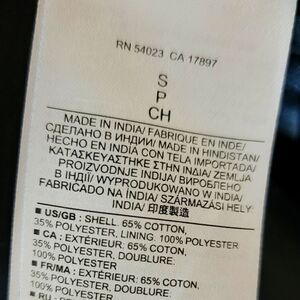 RN 54023 CA 17897
S
P
CH
MADE IN INDIA/ FABRIQUE EN INDE/
СДЕЛАНО В ИНДИИ/ MADE IN HINDISTAN/
HECHO EN INDIA CON TELA IMPORTADA/
ΚΑΤΑΣΚΕΥΑΣΤΗΚΕ ΣΤΗΝ ΙΝΔΙΑ/ ZEMLJA
PROIZVODNJE INDIJA/ ВИРОБЛЕНО
В ІНДІЇ/ WYPRODUKOWANO W INDIA/
FABRICADO NA ÍNDIA/ SZÁRMAZÁSI HELY:
INDIA/ 印度製造
US/GB : SHELL: 65% COTTON,
35% POLYESTER, LINING: 100% POLYESTER
CA : EXTÉRIEUR: 65% COTON,
35% POLYESTER, DOUBLURE:
100% POLYESTER
FR/MA : EXTÉRIEUR: 65% COTON,
35% POLYESTER, DOUBLURE:
100% POLYESTER